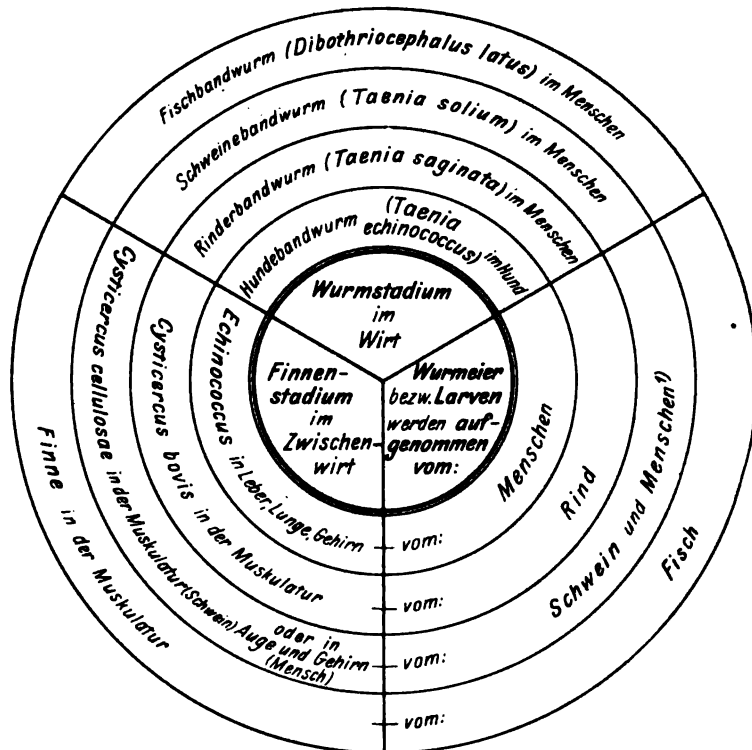 Fischbandwurm (Dibothriocephalus latus) im Menschen
Schweinebandwurm (Taenia solium) im Menschen
Rinderbandwurm (Taenia saginata) im Menschen
Hundebandwurm (Taenia echinococcus) im Hund
Wurmstadium
im
Wirt
Finnen-
stadium
im
Zwischen-
wirt
Wurmeier
bezw. Larven
werden auf-
genommen
vom:
Echinococcus in Leber, Lunge, Gehirn
Cysticercus bovis in der Muskulatur
Cysticercus cellulosae in der Muskulatur (Schwein)
oder in
Auge und Gehirn
(Mensch)
Finne in der Muskulatur
vom: Menschen
vom: Rind
vom: Schwein und Menschen 1)
vom: Fisch